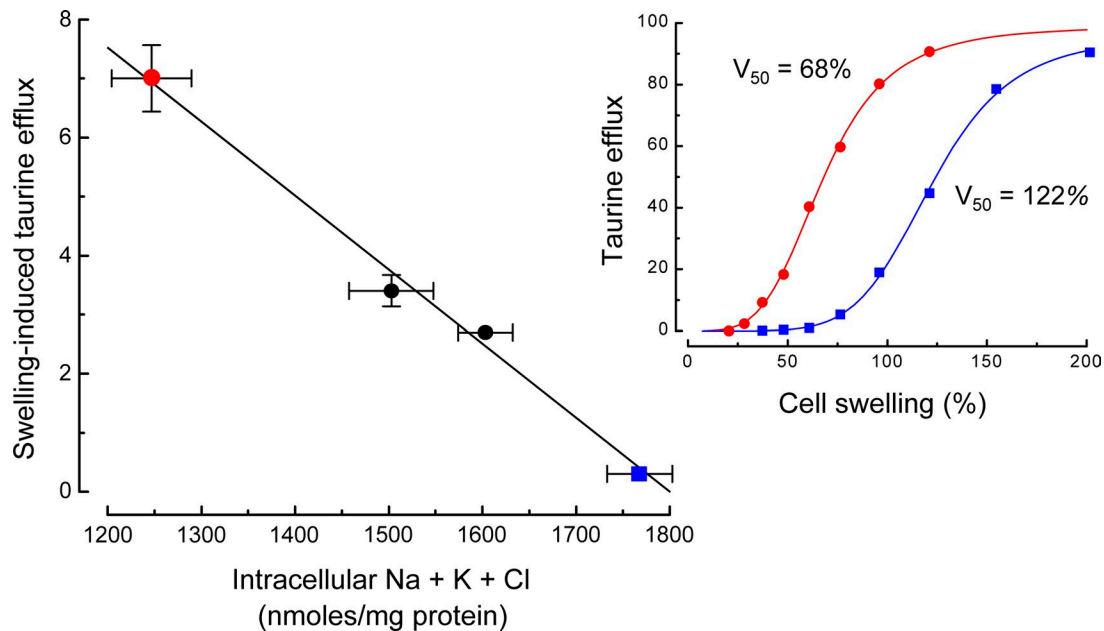 8
6
4
2
0
Swelling-induced taurine efflux
1200 1300 1400 1500 1600 1700 1800
Intracellular Na + K + Cl
(nmoles/mg protein)
100
80
60
40
20
0
Taurine efflux
V50 = 68%
V50 = 122%
0 50 100 150 200
Cell swelling (%)